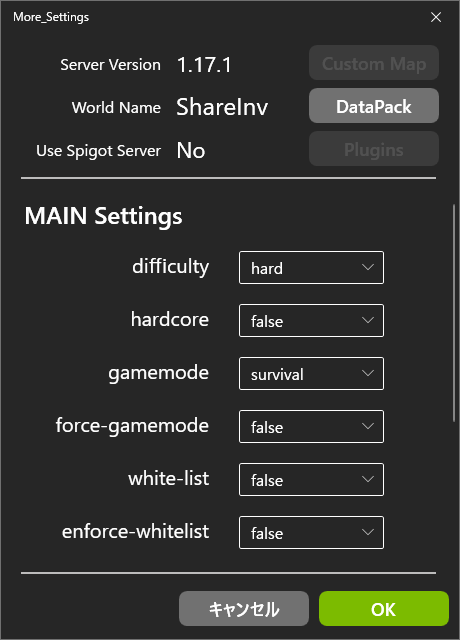 More_Settings
Server Version 1.17.1 Custom Map
World Name ShareInv DataPack
Use Spigot Server No Plugins
MAIN Settings
difficulty hard
hardcore false
gamemode survival
force-gamemode false
white-list false
enforce-whitelist false
キャンセル OK